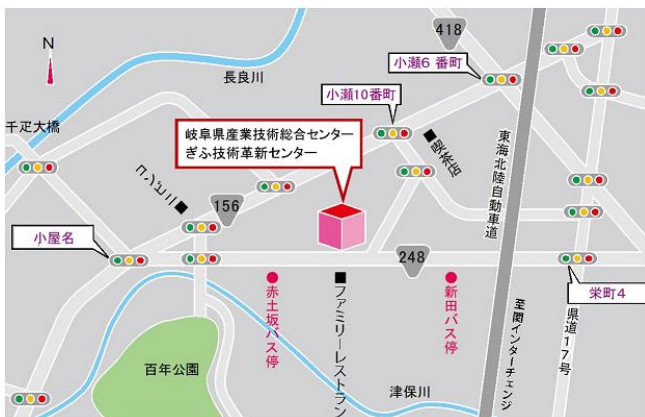 N
418
小瀬6 番町
長良川
小瀬10番町
千疋大橋
岐阜県産業技術総合センター
ぎふ技術革新センター
喫茶店
東海北陸自動車道
コンビニ
156
小屋名
248
栄町4
赤土坂バス停
ファミリーレストラン
新田バス停
至関インターチェンジ
県道17号
百年公園
津保川